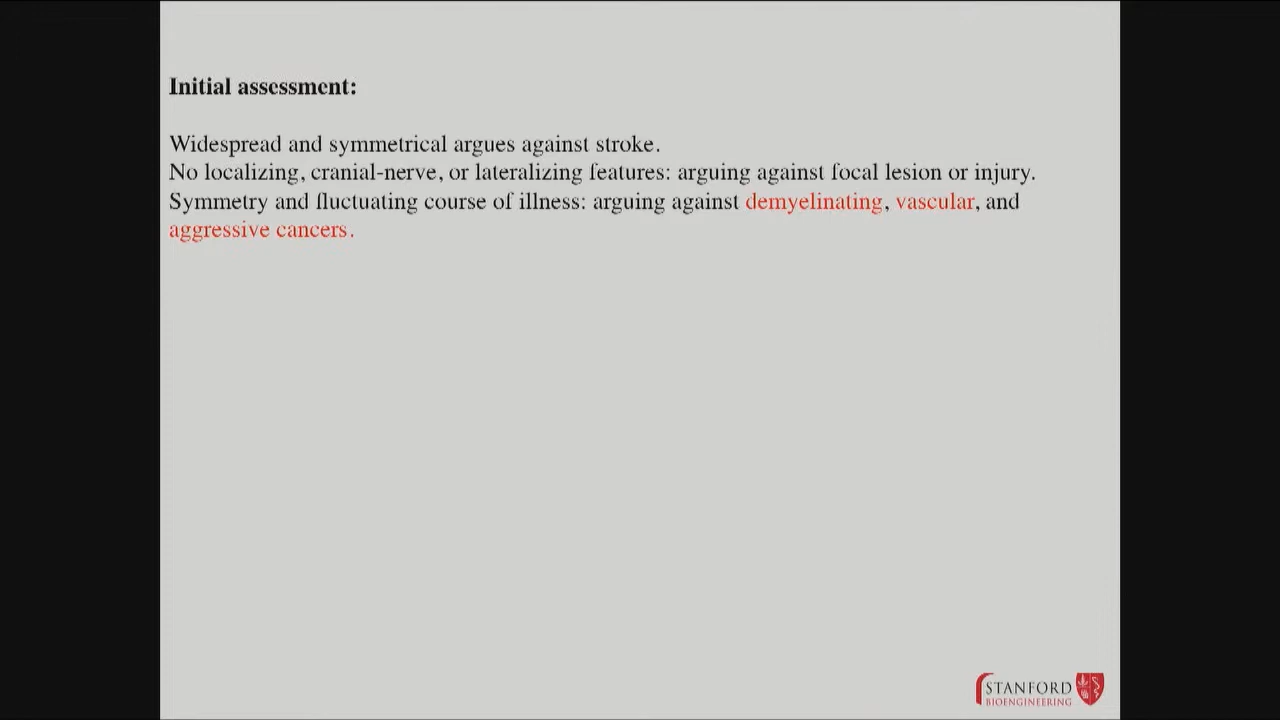 Initial assessment:
Widespread and symmetrical argues against stroke.
No localizing, cranial-nerve, or lateralizing features: arguing against focal lesion or injury.
Symmetry and fluctuating course of illness: arguing against demyelinating, vascular, and
aggressive cancers.
STANFORD
BIOENGINEERING